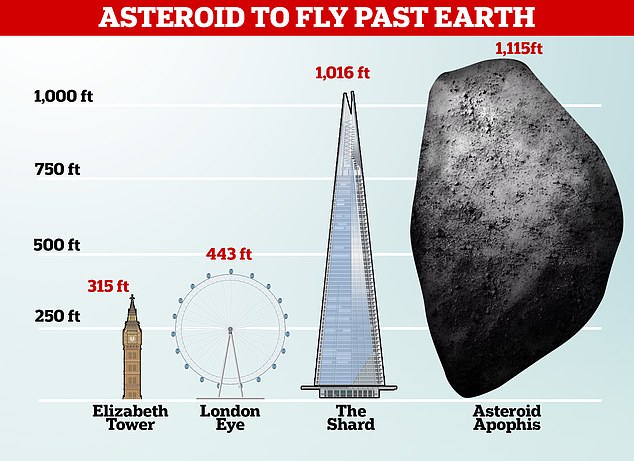 ASTEROID TO FLY PAST EARTH
1,115ft
1,016 ft
1,000 ft
750 ft
500 ft
443 ft
315 ft
250 ft
Elizabeth
Tower
London
Eye
The
Shard
Asteroid
Apophis